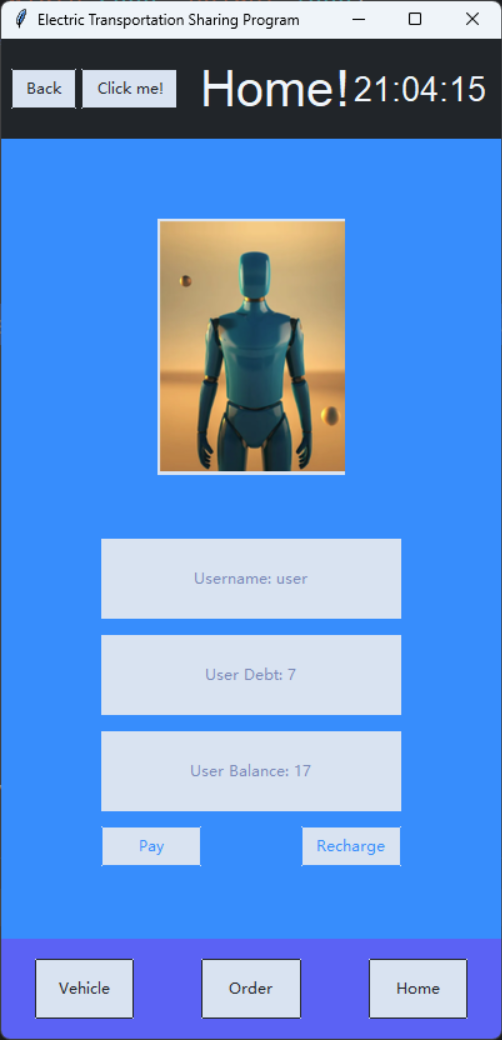 Electric Transportation Sharing Program
Back Click me! Home! 21:04:15
Username: user
User Debt: 7
User Balance: 17
Pay Recharge
Vehicle Order Home